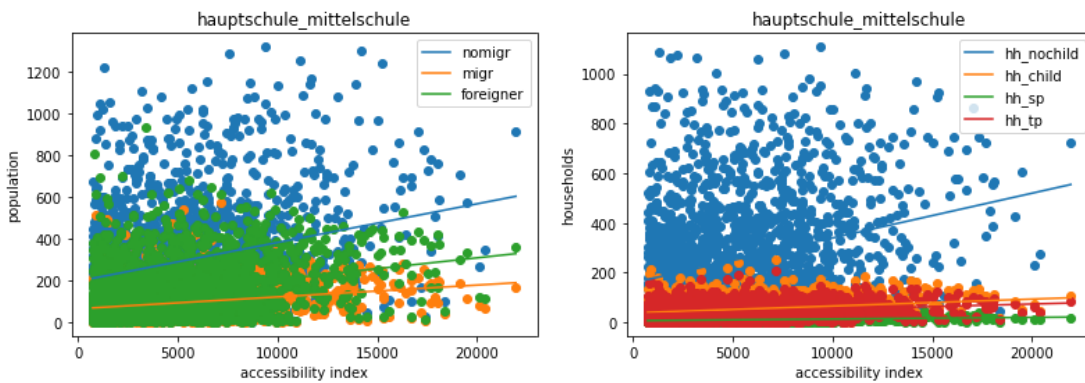 hauptschule_mittelschule
population
1200
1000
800
600
400
200
0
nomigr
migr
foreigner
0
5000
10000
15000
20000
accessibility index
hauptschule_mittelschule
households
1000
800
600
400
200
0
hh_nochild
hh_child
hh_sp
hh_tp
0
5000
10000
15000
20000
accessibility index